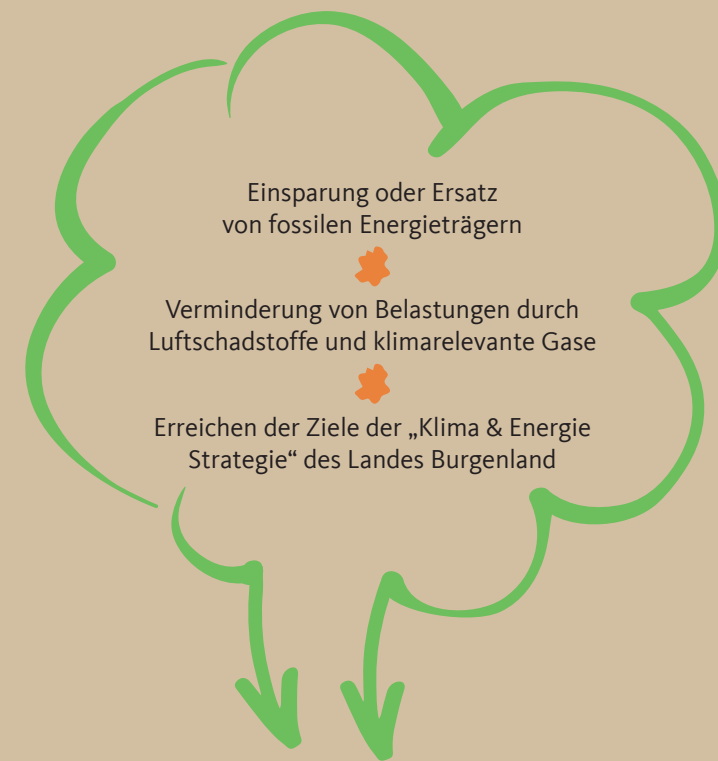 Einsparung oder Ersatz
von fossilen Energieträgern
Verminderung von Belastungen durch
Luftschadstoffe und klimarelevante Gase
Erreichen der Ziele der „Klima & Energie
Strategie“ des Landes Burgenland